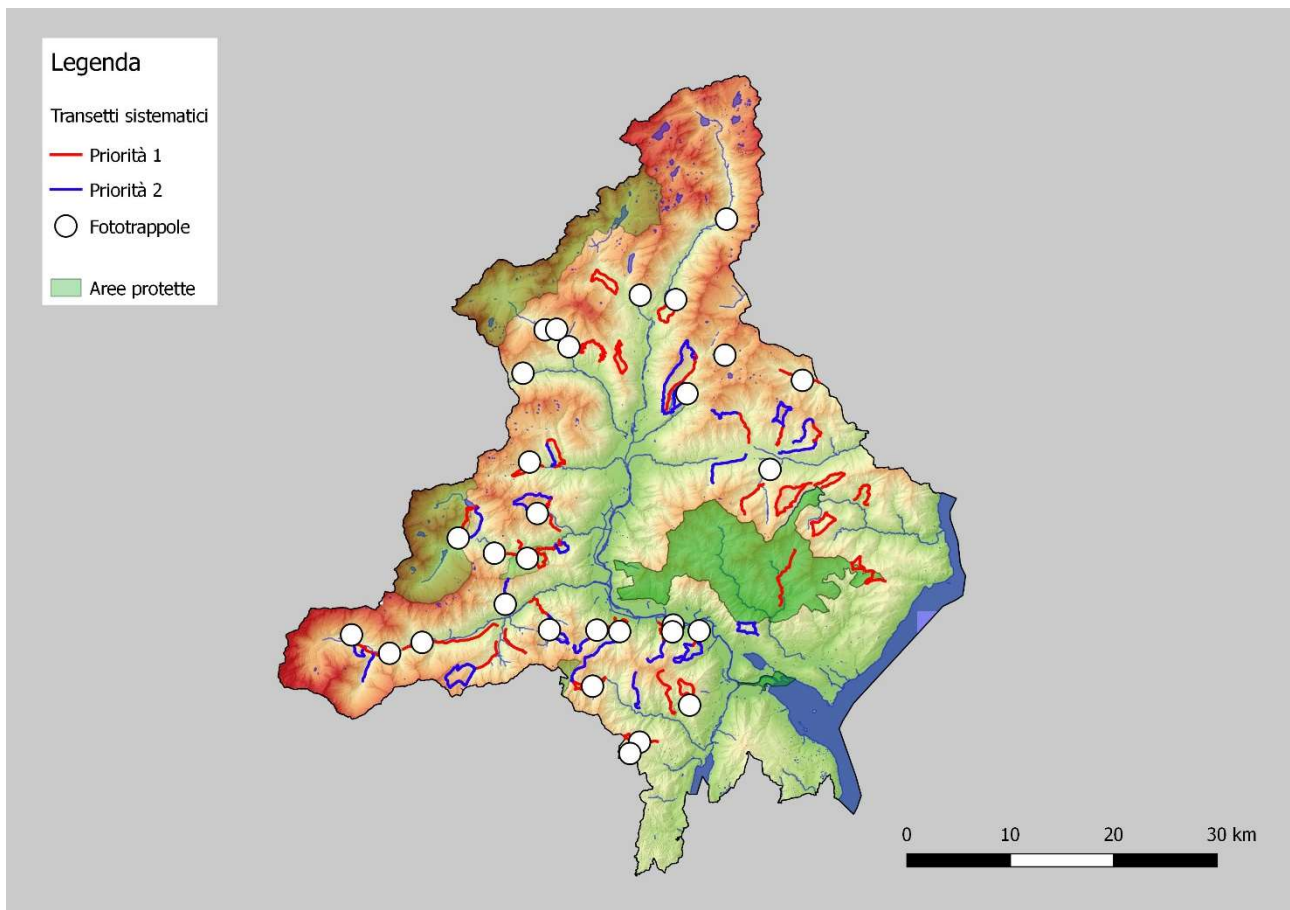 Legenda
Transetti sistematici
Priorità 1
Priorità 2
Fototrappole
Aree protette
0 10 20 30 km